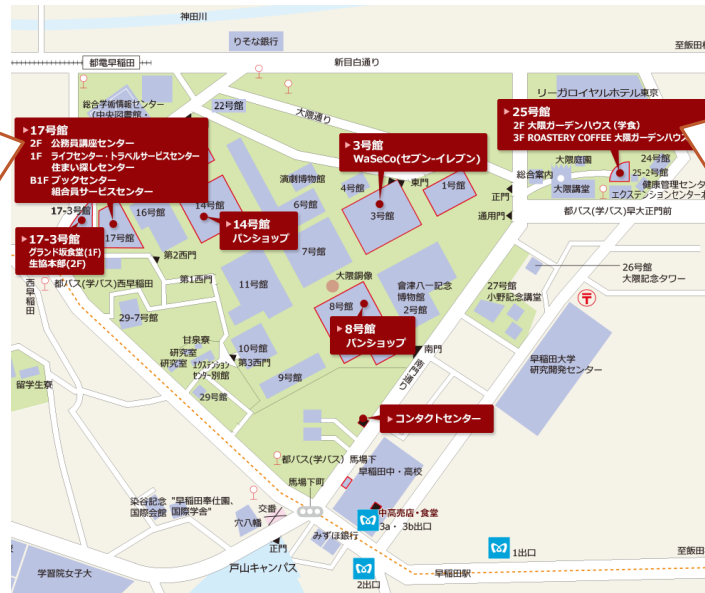 神田川
りそな銀行
都電早稲田
新目白通り
至飯田橋
総合学術情報センター
(中央図書館・
22号館
大隈通り
リーガロイヤルホテル東京
▶17号館
2F 公務員講座センター
1F ライフセンター・トラベルサービスセンター
住まい探しセンター
B1F ブックセンター
組合員サービスセンター
▶3号館
WaSeCo(セブン-イレブン)
▶25号館
2F 大隈ガーデンハウス (学食)
3F ROASTERY COFFEE 大隈ガーデンハウス
総合案内
大隈庭園
大隈講堂
24号館
25-2号館
健康管理センター
エクステンションセンター本
都バス(学バス)早大正門前
演劇博物館
6号館
4号館
東門
3号館
1号館
正門
通用門
17-3号館
17号館
16号館
14号館
▶14号館
パンショップ
7号館
▶17-3号館
グランド坂食堂(1F)
生協本部(2F)
第2西門
西早稲田
都バス(学バス)西早稲田
第1西門
11号館
大隈銅像
會津八一記念
博物館
2号館
8号館
▶8号館
パンショップ
26号館
大隈記念タワー
27号館
小野記念講堂
29-7号館
甘泉寮
研究室
研究室
エクステンション
センター別館
10号館
第3西門
9号館
29号館
南門
南門通り
早稲田大学
研究開発センター
留学生寮
▶コンタクトセンター
都バス(学バス) 馬場下
早稲田中・高校
馬場下町
染谷記念
国際会館
"早稲田奉仕園、
国際学舎"
交番
穴八幡
中高売店・食堂
3a・ 3b出口
みずほ銀行
正門
戸山キャンパス
1出口
至飯田
早稲田駅
2出口
学習院女子大